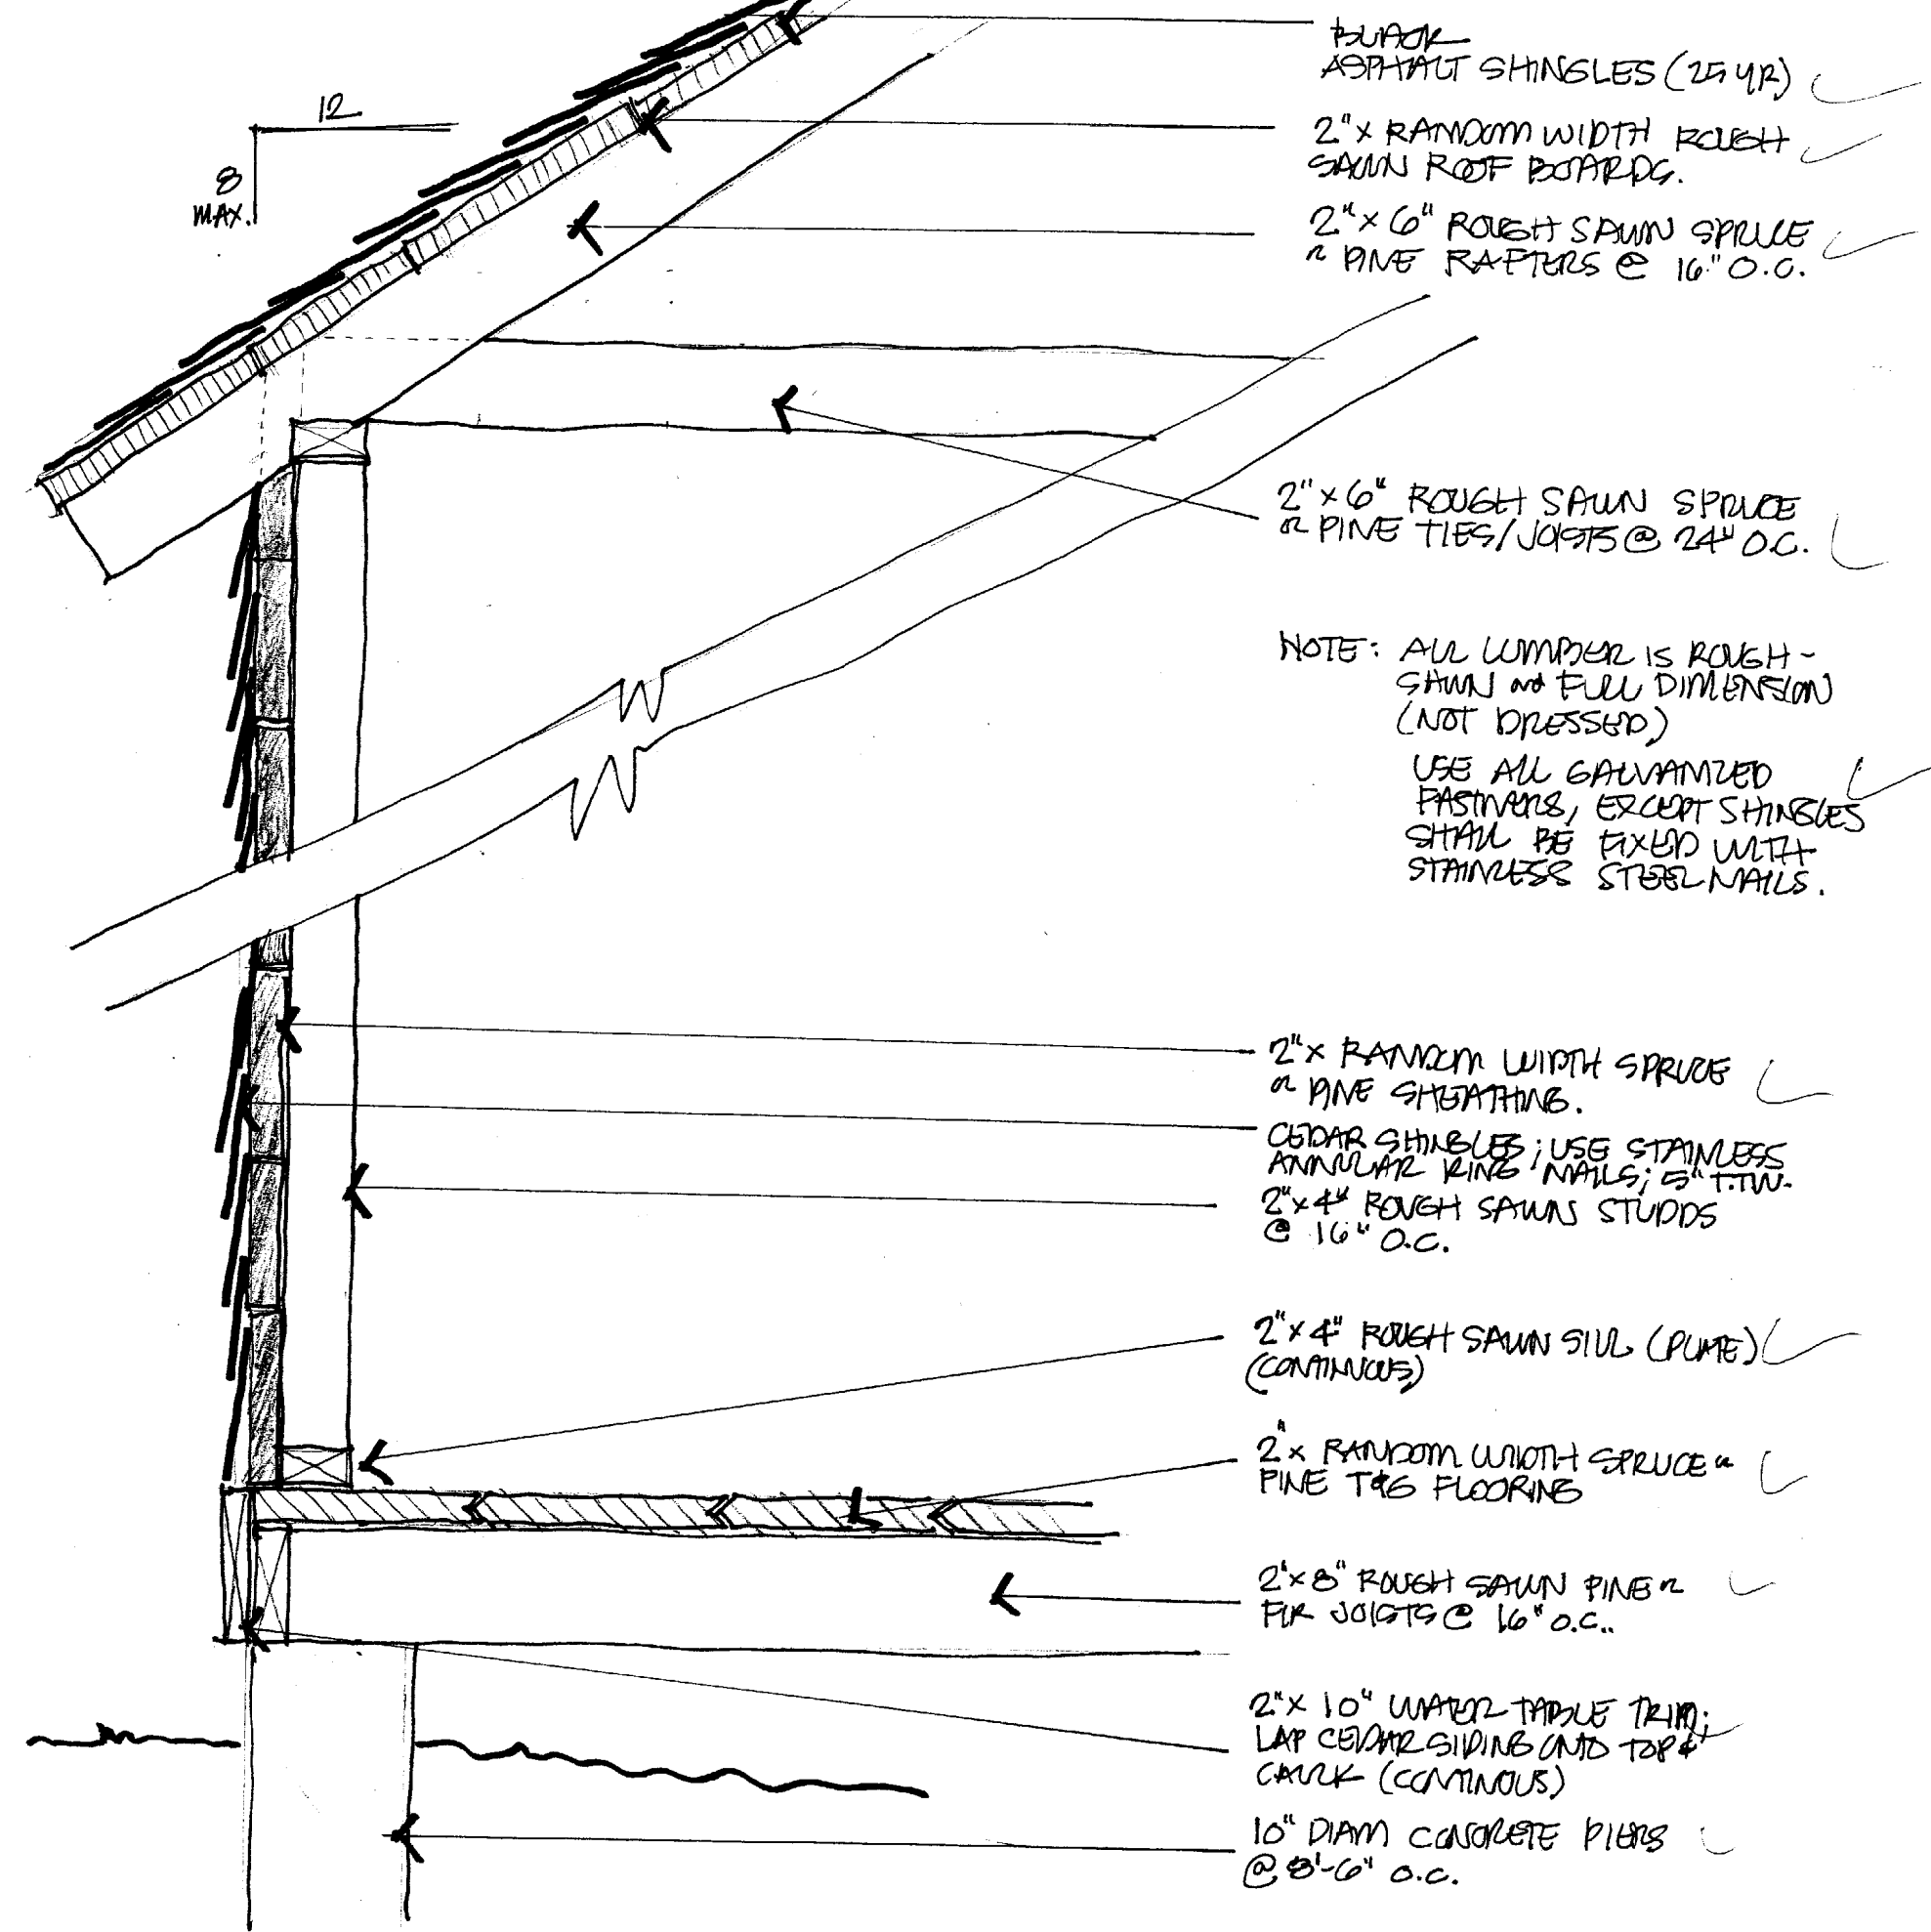 BLACK
ASPHALT SHINGLES (25 YR)
12
8
MAX.
2" X RANDOM WIDTH ROUGH
SAWN ROOF BOARDS.
2" X 6" ROUGH SAWN SPRUCE
or PINE RAFTERS @ 16" O.C.
2" X 6" ROUGH SAWN SPRUCE
or PINE TIES/JOISTS @ 24" O.C.
NOTE: ALL LUMBER IS ROUGH-
SAWN and FULL DIMENSION
(NOT DRESSED)
USE ALL GALVANIZED
FASTNERS, EXCEPT SHINGLES
SHALL BE FIXED WITH
STAINLESS STEEL NAILS.
2" X RANDOM WIDTH SPRUCE
or PINE SHEATHING.
CEDAR SHINGLES; USE STAINLESS
ANNULAR RING NAILS; 5" T.T.W.
2" X 4" ROUGH SAWN STUDDS
@ 16" O.C.
2" X 4" ROUGH SAWN SILL (PLATE)
(CONTINUOUS)
2" X RANDOM WIDTH SPRUCE or
PINE T&G FLOORING
2" X 8" ROUGH SAWN PINE or
FIR JOISTS @ 16" O.C..
2" X 10" WATER TABLE TRIM;
LAP CEDAR SIDING ONTO TOP &
CAULK (CONTINOUS)
10" DIAM CONCRETE PIERS
@ 8'-6" O.C.